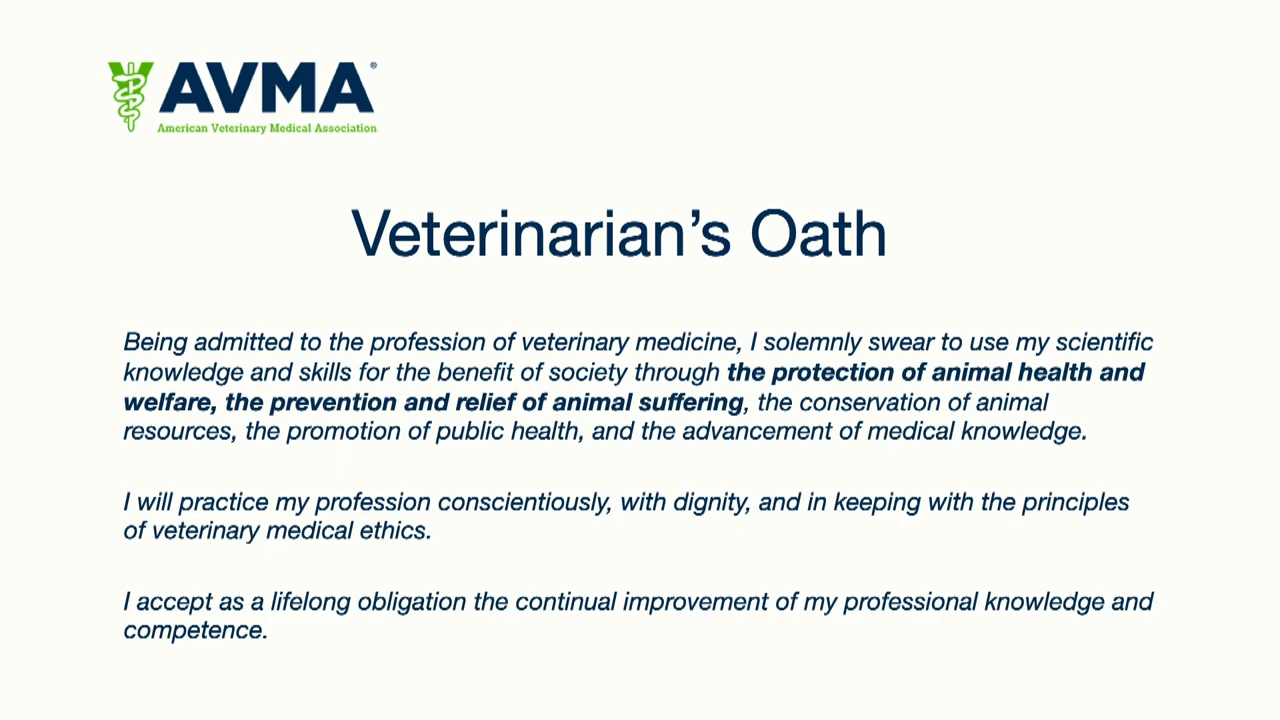 AVMA®
American Veterinary Medical Association
Veterinarian’s Oath
Being admitted to the profession of veterinary medicine, I solemnly swear to use my scientific
knowledge and skills for the benefit of society through the protection of animal health and
welfare, the prevention and relief of animal suffering, the conservation of animal
resources, the promotion of public health, and the advancement of medical knowledge.
I will practice my profession conscientiously, with dignity, and in keeping with the principles
of veterinary medical ethics.
I accept as a lifelong obligation the continual improvement of my professional knowledge and
competence.